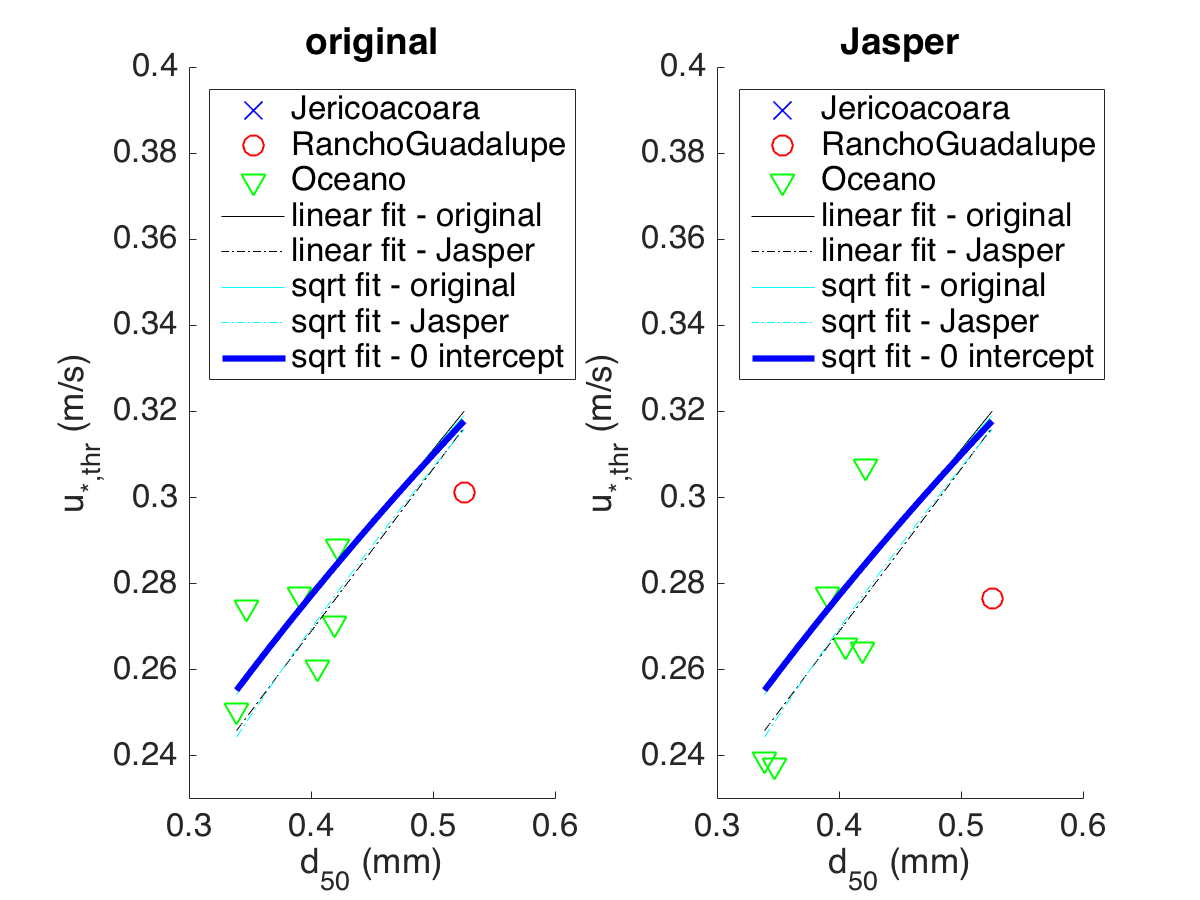 original
0.4
0.38
0.36
0.34
0.32
0.3
0.28
0.26
0.24
0.3 0.4 0.5 0.6
d50 (mm)
u*,thr (m/s)
Jericoacoara
RanchoGuadalupe
Oceano
linear fit - original
linear fit - Jasper
sqrt fit - original
sqrt fit - Jasper
sqrt fit - 0 intercept
Jasper
0.4
0.38
0.36
0.34
0.32
0.3
0.28
0.26
0.24
0.3 0.4 0.5 0.6
d50 (mm)
u*,thr (m/s)
Jericoacoara
RanchoGuadalupe
Oceano
linear fit - original
linear fit - Jasper
sqrt fit - original
sqrt fit - Jasper
sqrt fit - 0 intercept